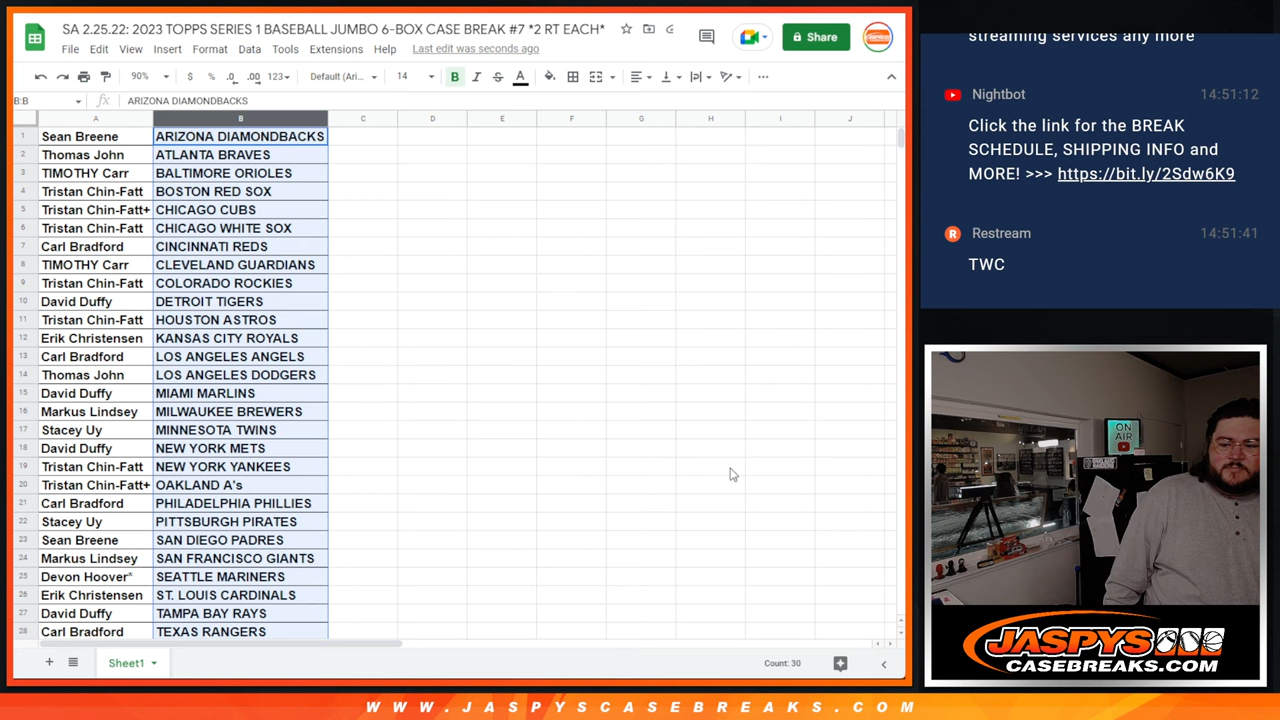 SA 2.25.22: 2023 TOPPS SERIES 1 BASEBALL JUMBO 6-BOX CASE BREAK #7 *2 RT EACH*
Share
File Edit View Insert Format Data Tools Extensions Help Last edit was seconds ago
90% $ % .0 .00 123 Default (Ari... 14 B I S A
B:B fx ARIZONA DIAMONDBACKS
A B C D E F G H I J
1 Sean Breene ARIZONA DIAMONDBACKS
2 Thomas John ATLANTA BRAVES
3 TIMOTHY Carr BALTIMORE ORIOLES
4 Tristan Chin-Fatt BOSTON RED SOX
5 Tristan Chin-Fatt+ CHICAGO CUBS
6 Tristan Chin-Fatt CHICAGO WHITE SOX
7 Carl Bradford CINCINNATI REDS
8 TIMOTHY Carr CLEVELAND GUARDIANS
9 Tristan Chin-Fatt COLORADO ROCKIES
10 David Duffy DETROIT TIGERS
11 Tristan Chin-Fatt HOUSTON ASTROS
12 Erik Christensen KANSAS CITY ROYALS
13 Carl Bradford LOS ANGELES ANGELS
14 Thomas John LOS ANGELES DODGERS
15 David Duffy MIAMI MARLINS
16 Markus Lindsey MILWAUKEE BREWERS
17 Stacey Uy MINNESOTA TWINS
18 David Duffy NEW YORK METS
19 Tristan Chin-Fatt NEW YORK YANKEES
20 Tristan Chin-Fatt+ OAKLAND A's
21 Carl Bradford PHILADELPHIA PHILLIES
22 Stacey Uy PITTSBURGH PIRATES
23 Sean Breene SAN DIEGO PADRES
24 Markus Lindsey SAN FRANCISCO GIANTS
25 Devon Hoover* SEATTLE MARINERS
26 Erik Christensen ST. LOUIS CARDINALS
27 David Duffy TAMPA BAY RAYS
28 Carl Bradford TEXAS RANGERS
Sheet1 Count: 30
streaming services any more
Nightbot 14:51:12
Click the link for the BREAK
SCHEDULE, SHIPPING INFO and
MORE! >>> https://bit.ly/2Sdw6K9
Restream 14:51:41
TWC
ON
AIR
JASPYS
CASEBREAKS.COM
WWW.JASPYSCASEBREAKS.COM